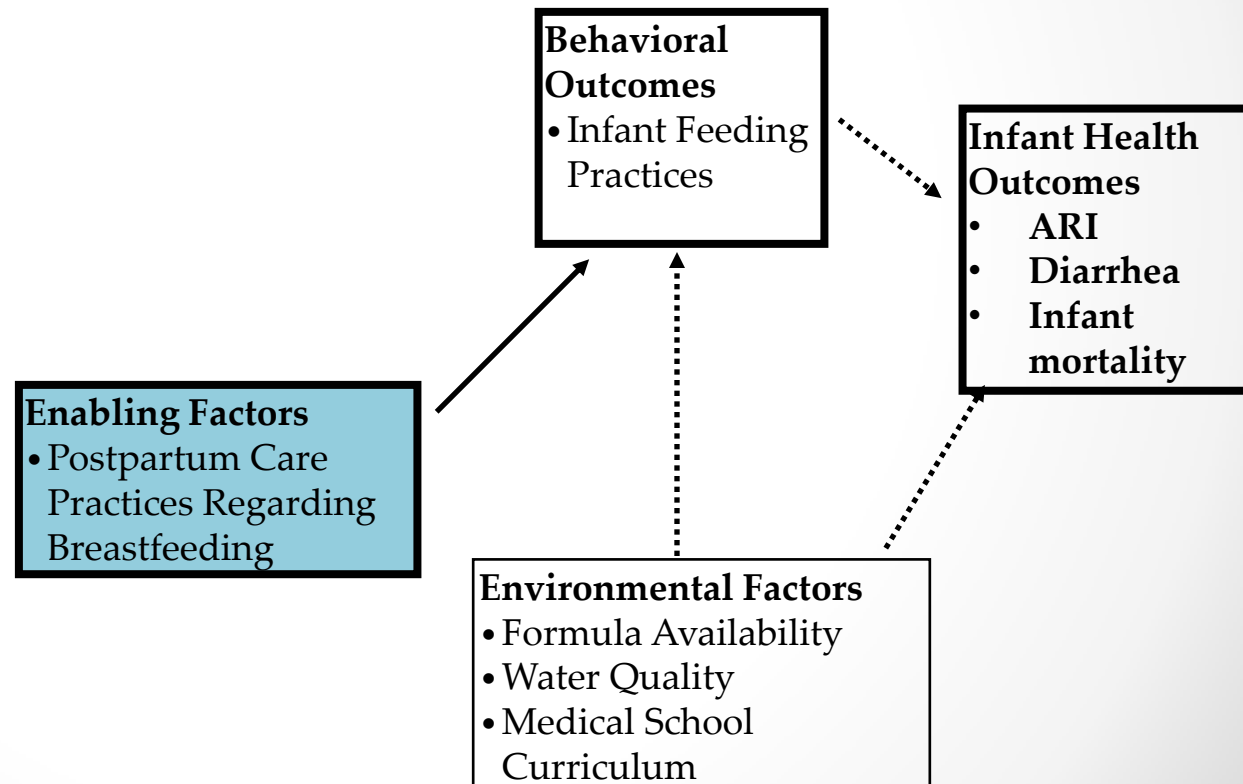 Behavioral
Outcomes
• Infant Feeding
Practices
Infant Health
Outcomes
• ARI
• Diarrhea
• Infant
mortality
Enabling Factors
• Postpartum Care
Practices Regarding
Breastfeeding
Environmental Factors
• Formula Availability
• Water Quality
• Medical School
Curriculum